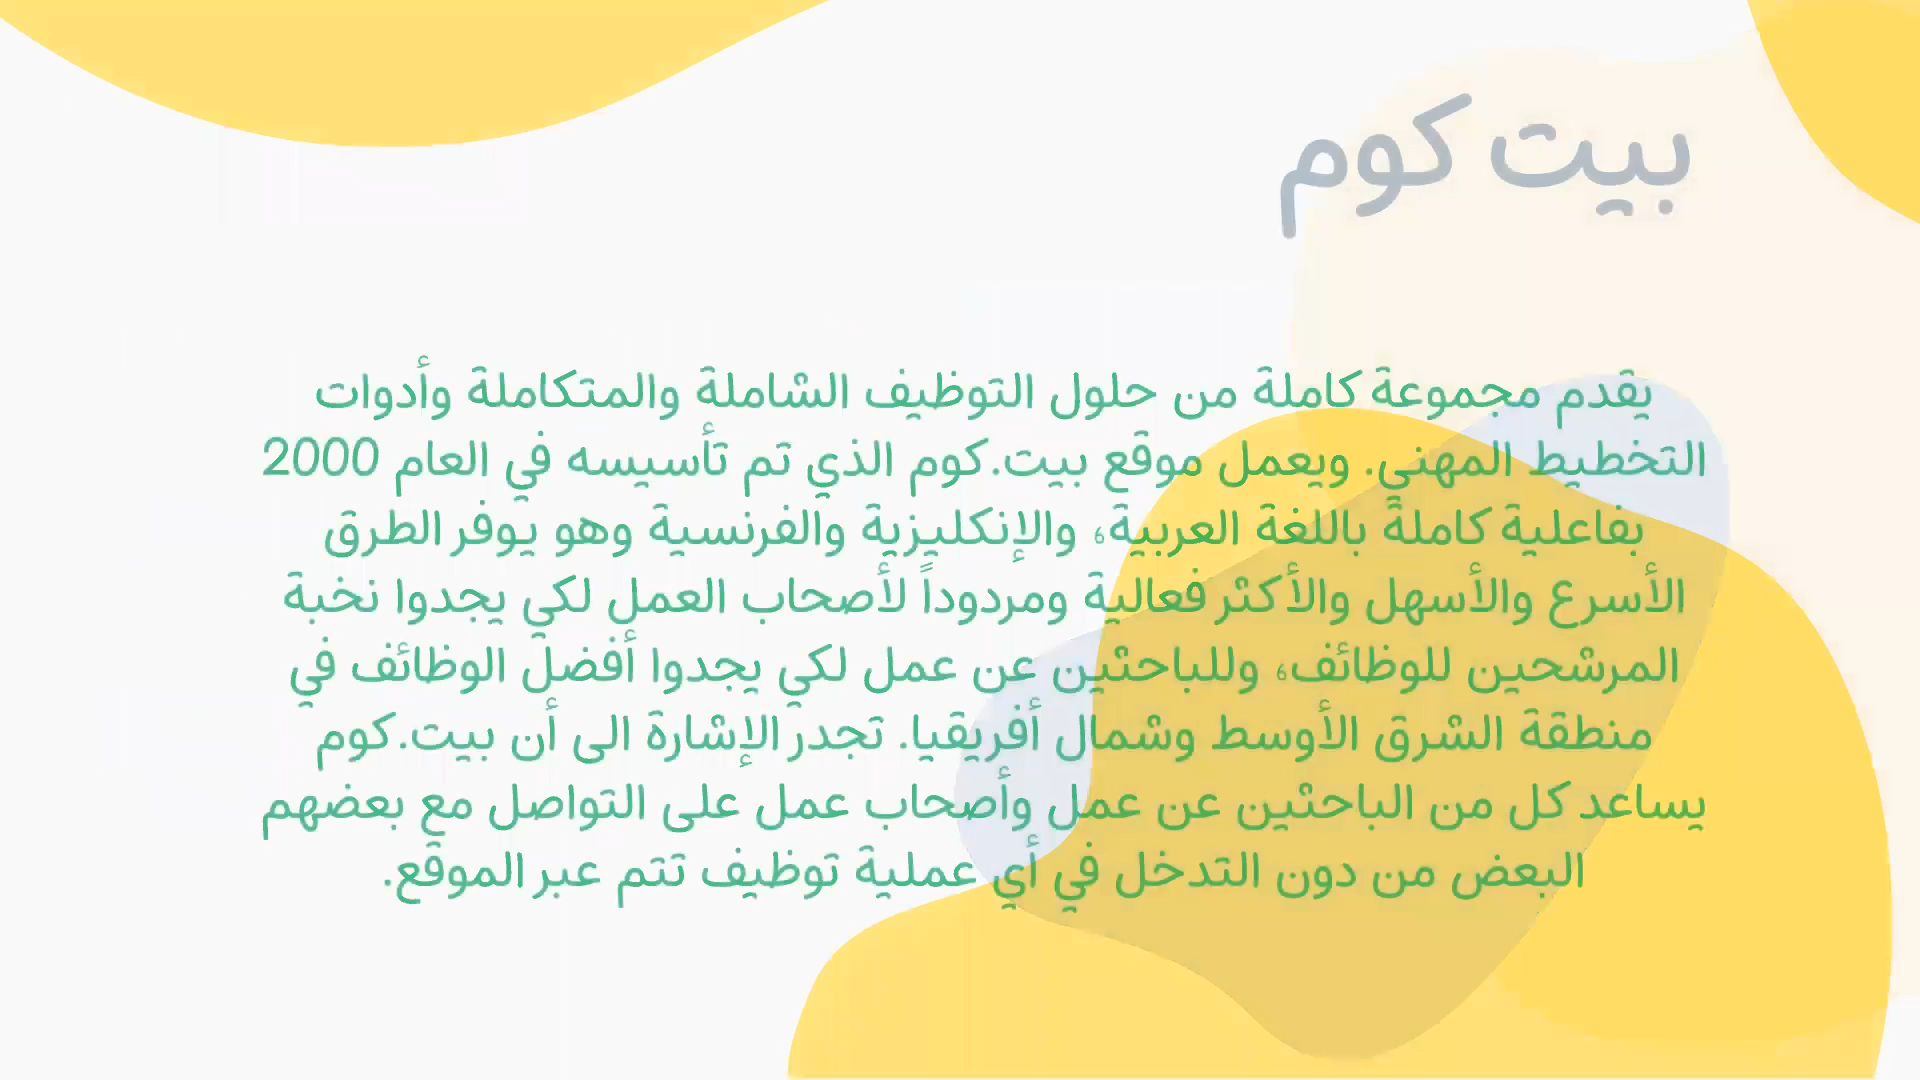 بيت كوم
يقدم مجموعة كاملة من حلول التوظيف الشاملة والمتكاملة وأدوات
التخطيط المهني. ويعمل موقع بيت.كوم الذي تم تأسيسه في العام 2000
بفاعلية كاملة باللغة العربية، والإنكليزية والفرنسية وهو يوفر الطرق
الأسرع والأسهل والأكثر فعالية ومردوداً لأصحاب العمل لكي يجدوا نخبة
المرشحين للوظائف، وللباحثين عن عمل لكي يجدوا أفضل الوظائف في
منطقة الشرق الأوسط وشمال أفريقيا. تجدر الإشارة الى أن بيت.كوم
يساعد كل من الباحثين عن عمل وأصحاب عمل على التواصل مع بعضهم
البعض من دون التدخل في أي عملية توظيف تتم عبر الموقع.